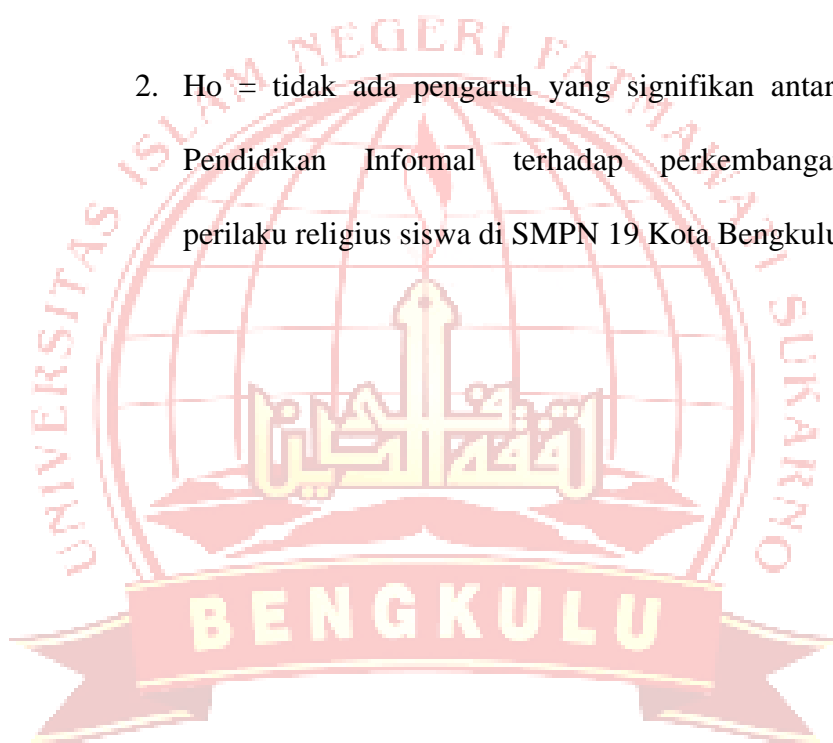 UNIVERSITAS ISLAM NEGERI FATMAWATI SUKARNO
2. Ho = tidak ada pengaruh yang signifikan antar
Pendidikan Informal terhadap perkembanga
perilaku religius siswa di SMPN 19 Kota Bengkulu
BENGKULU